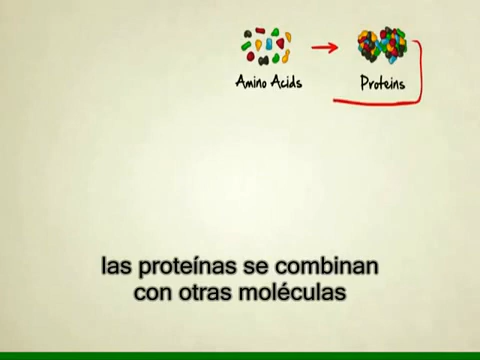 Amino Acids
Proteins
las proteínas se combinan
con otras moléculas